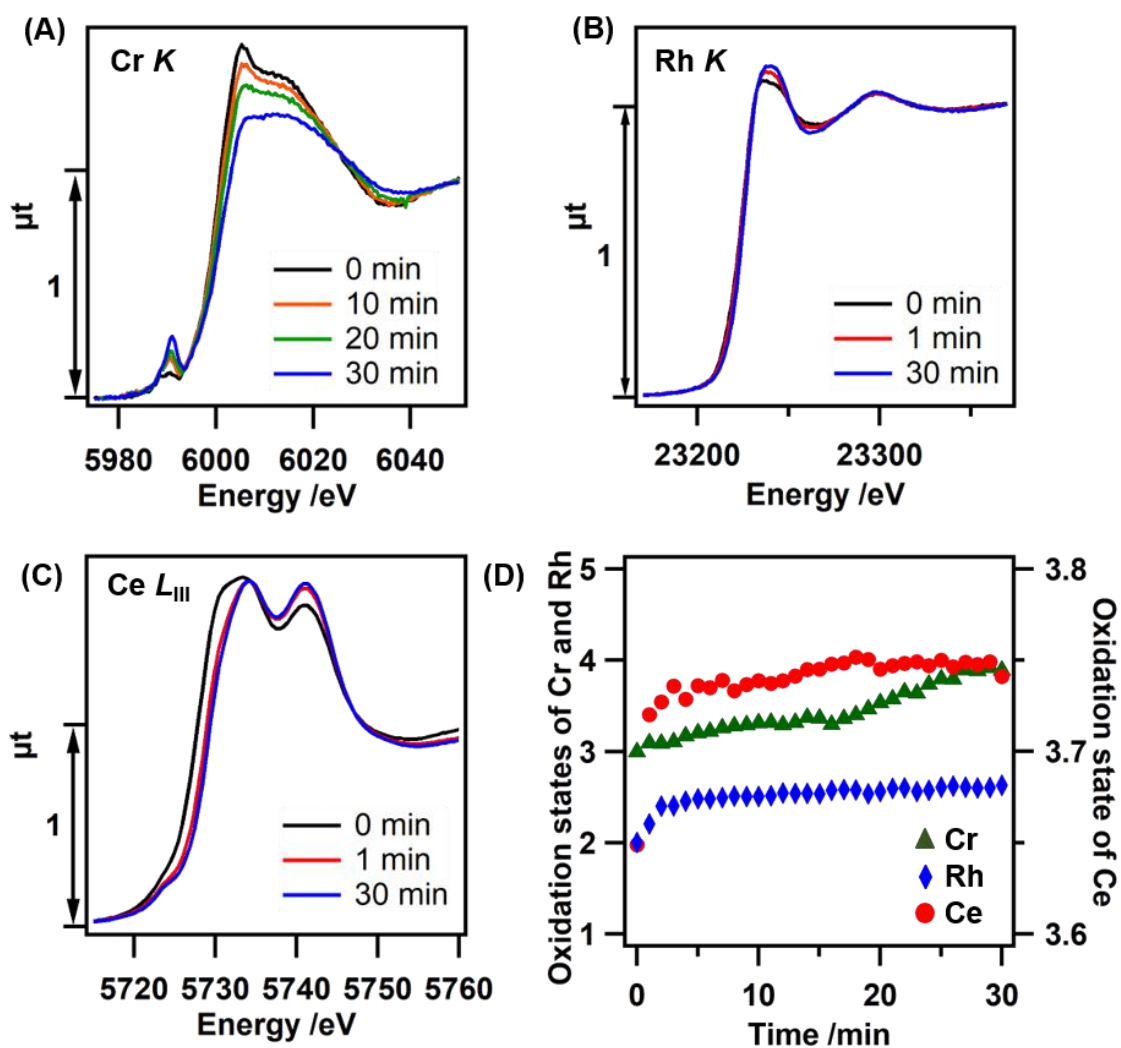 (A)
Cr K
µt
1
0 min
10 min
20 min
30 min
5980 6000 6020 6040
Energy /eV
(B)
Rh K
µt
1
0 min
1 min
30 min
23200 23300
Energy /eV
(C)
Ce LIII
µt
1
0 min
1 min
30 min
5720 5730 5740 5750 5760
Energy /eV
(D)
Oxidation states of Cr and Rh
5
4
3
2
1
3.8
3.7
3.6
Oxidation state of Ce
Cr
Rh
Ce
0 10 20 30
Time /min